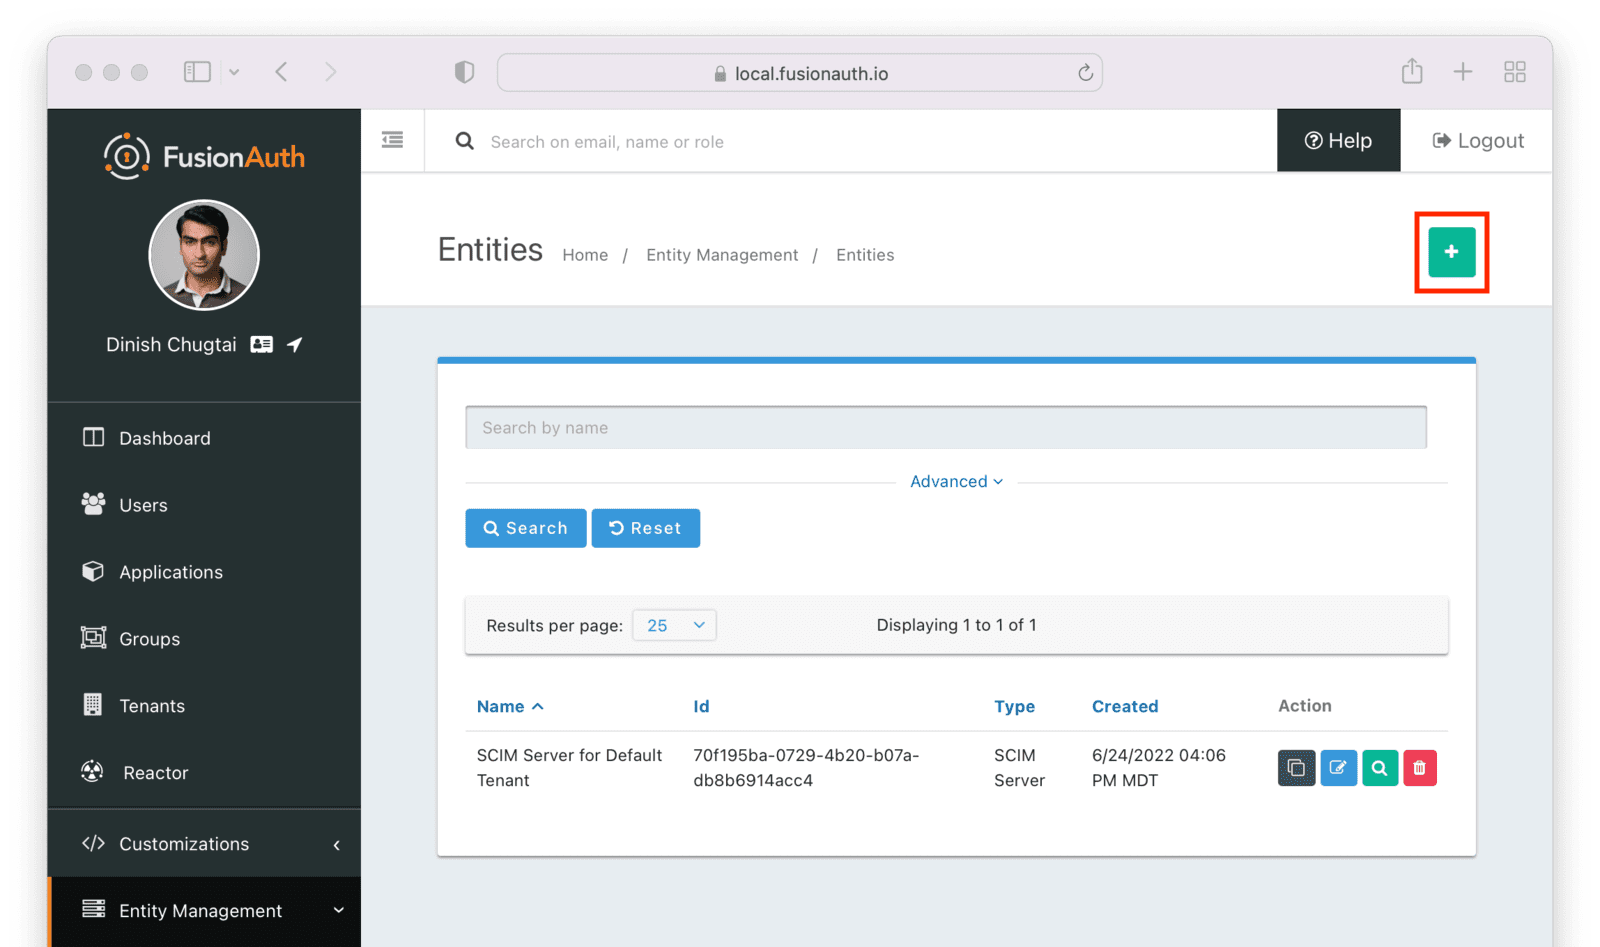 local.fusionauth.io
FusionAuth
Search on email, name or role
Help
Logout
Entities Home / Entity Management / Entities
Dinish Chugtai
Dashboard
Users
Applications
Groups
Tenants
Reactor
Customizations
Entity Management
Search by name
Advanced
Search Reset
Results per page: 25 Displaying 1 to 1 of 1
Name Id Type Created Action
SCIM Server for Default 70f195ba-0729-4b20-b07a- SCIM 6/24/2022 04:06
Tenant db8b6914acc4 Server PM MDT